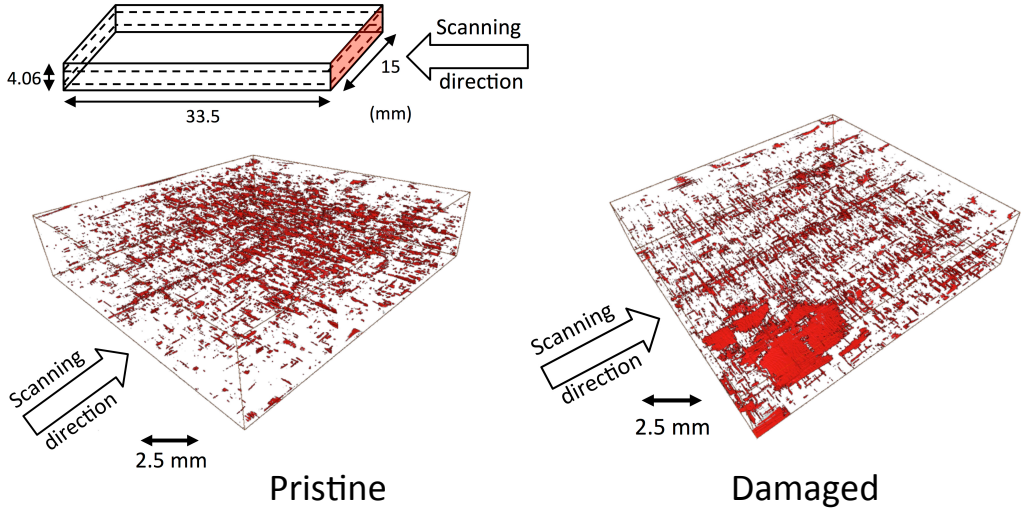 Scanning
direction
4.06
15
33.5
(mm)
Scanning
direction
2.5 mm
Pristine
Scanning
direction
2.5 mm
Damaged